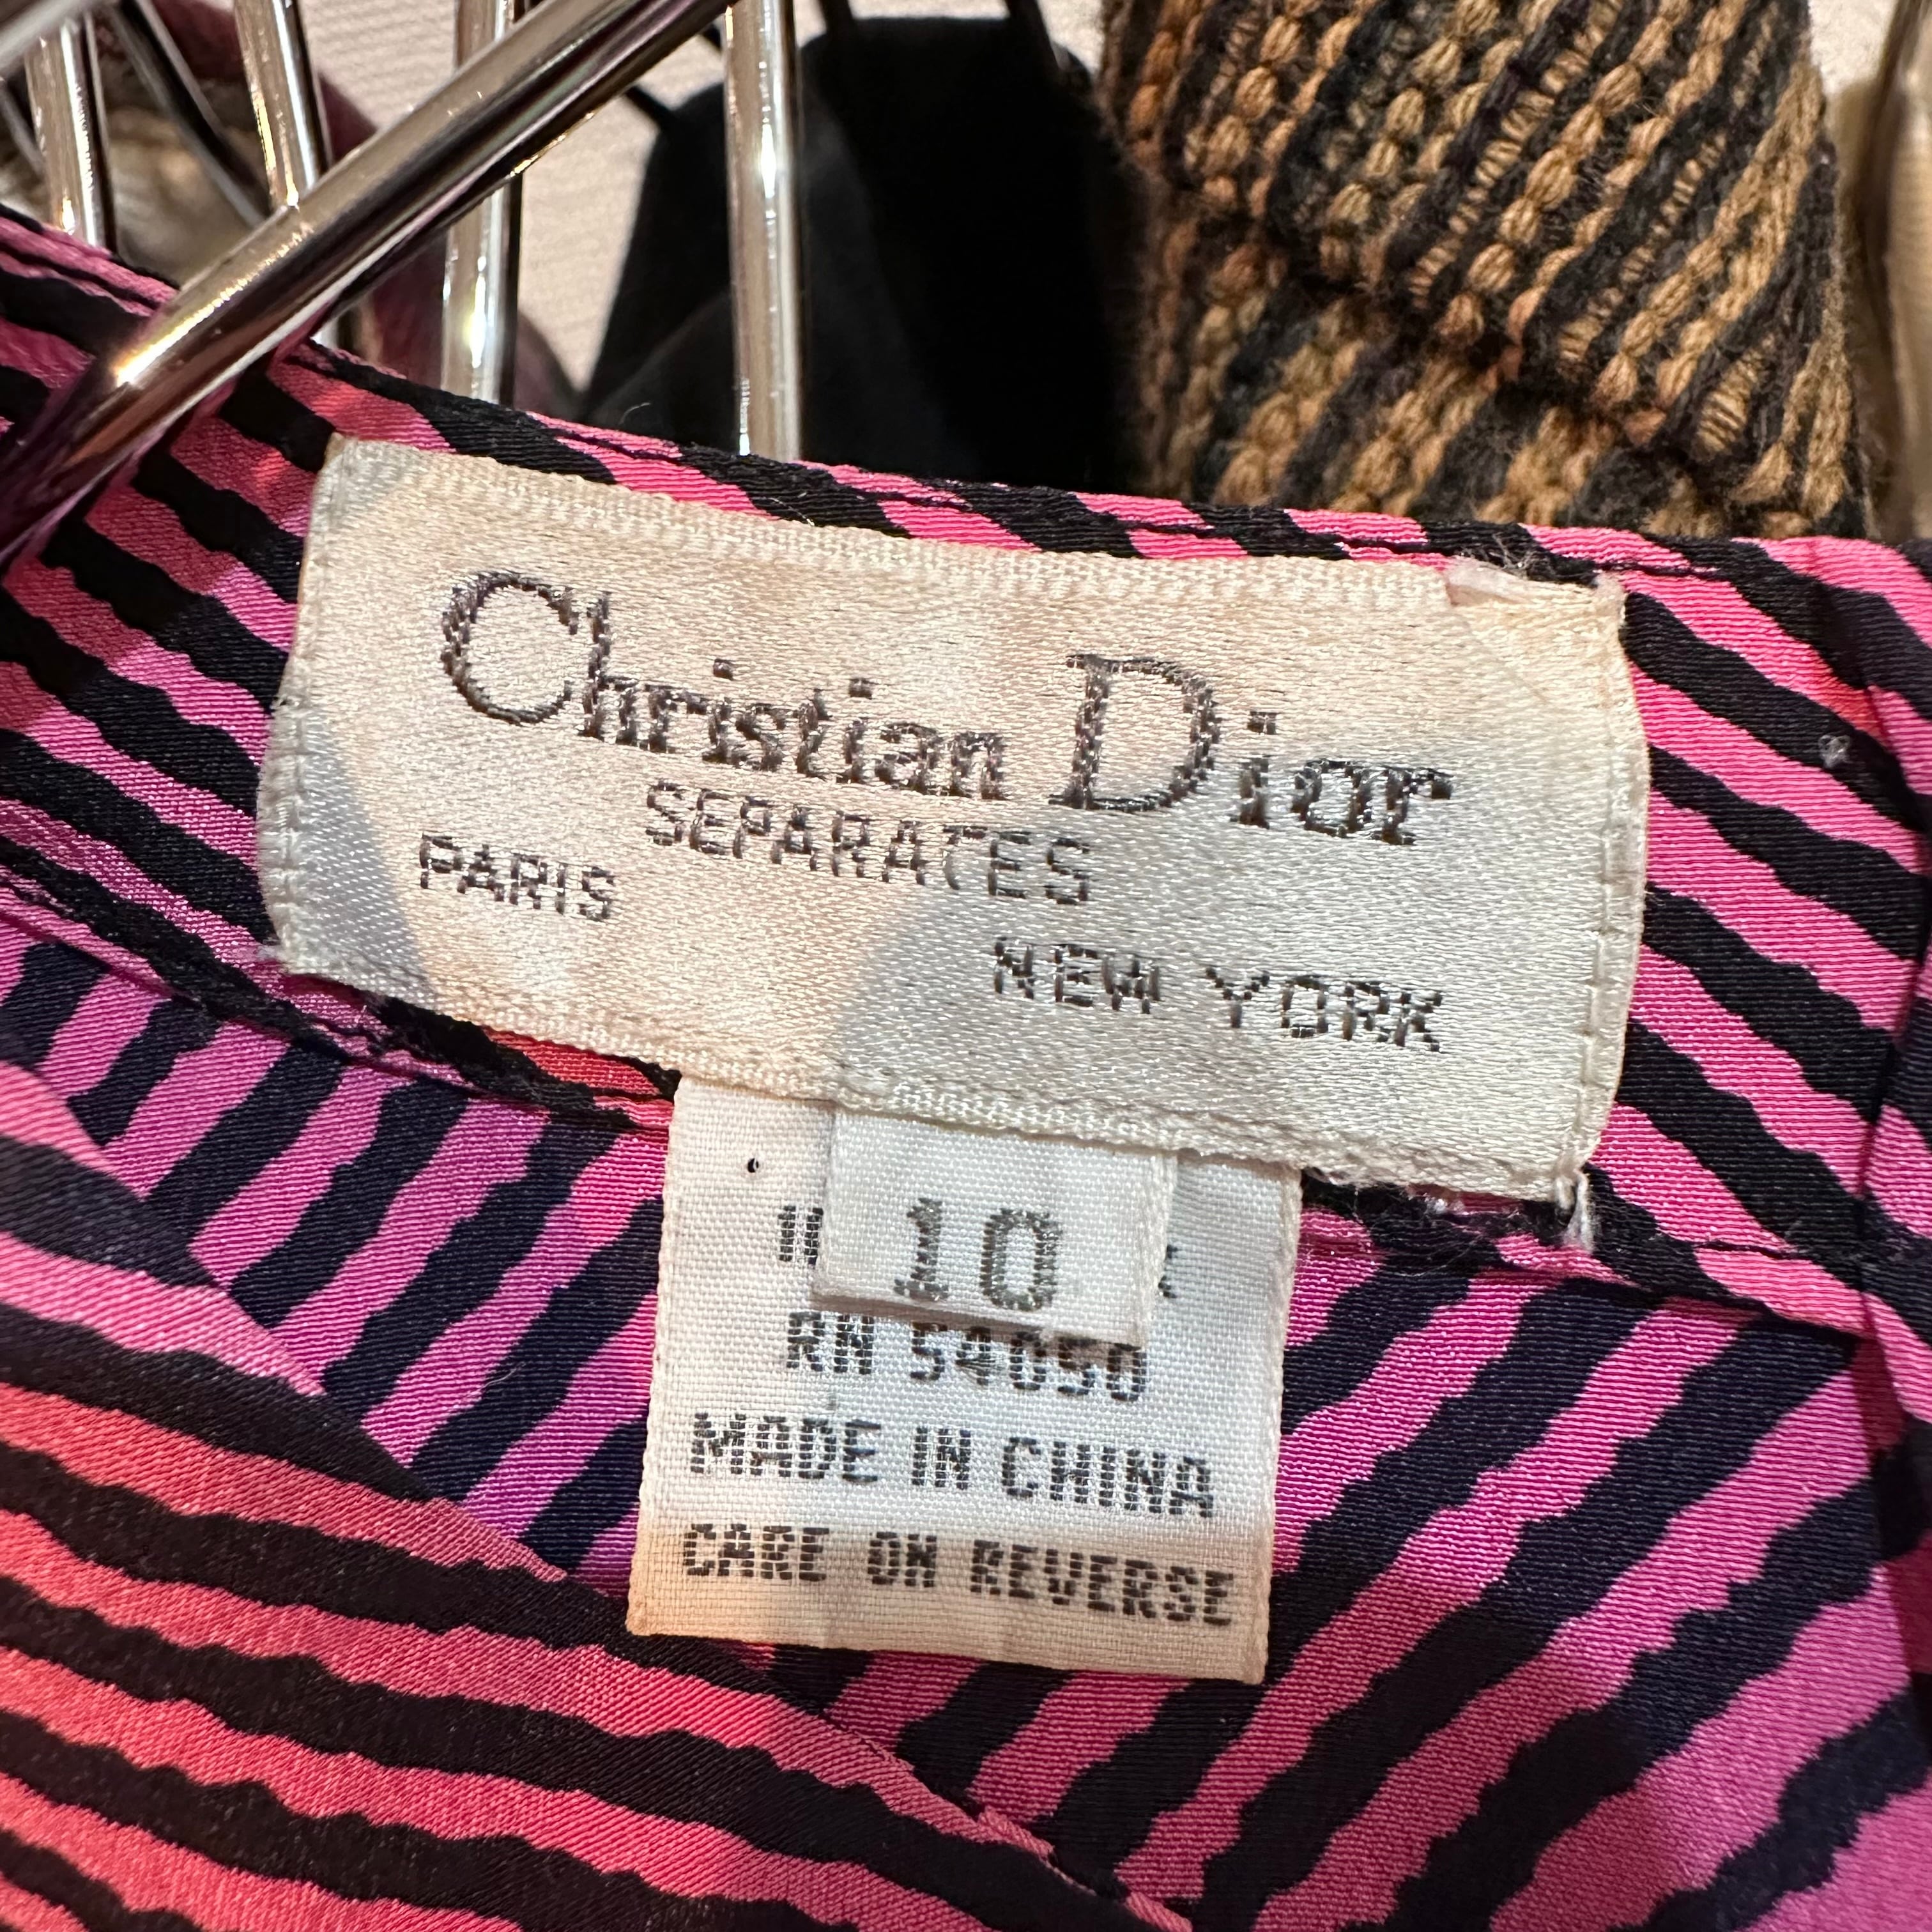 Christian Dior
SEPARATES
PARIS
NEW YORK
10
RN 54050
MADE IN CHINA
CARE ON REVERSE